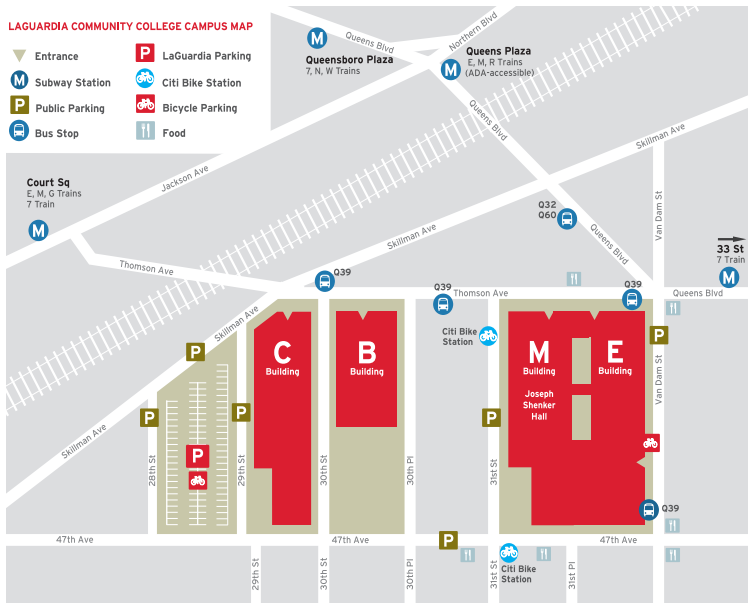 LAGUARDIA COMMUNITY COLLEGE CAMPUS MAP
Entrance
P LaGuardia Parking
M Subway Station
Citi Bike Station
P Public Parking
Bicycle Parking
Bus Stop
Food
M
Queensboro Plaza
7, N, W Trains
Queens Blvd
Northern Blvd
M
Queens Plaza
E, M, R Trains
(ADA-accessible)
Queens Blvd
Skillman Ave
Jackson Ave
Court Sq
E, M, G Trains
7 Train
M
Van Dam St
Q32
Q60
Queens Blvd
Skillman Ave
33 St
7 Train
M
Thomson Ave
Q39
Q39
Thomson Ave
Q39
Queens Blvd
Skillman Ave
Citi Bike
Station
P
P
C
Building
B
Building
M
Building
E
Building
Joseph
Shenker
Hall
Van Dam St
P
P
P
P
Skillman Ave
28th St
29th St
30th St
30th Pl
31st St
Q39
47th Ave
47th Ave
P
47th Ave
Citi Bike
Station
29th St
30th St
30th Pl
31st St
31st Pl